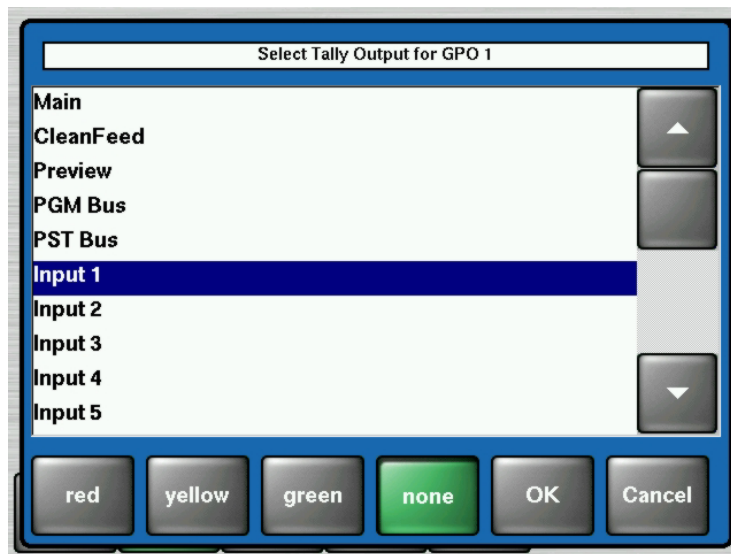 Select Tally Output for GPO 1
Main
CleanFeed
Preview
PGM Bus
PST Bus
Input 1
Input 2
Input 3
Input 4
Input 5
red yellow green none OK Cancel